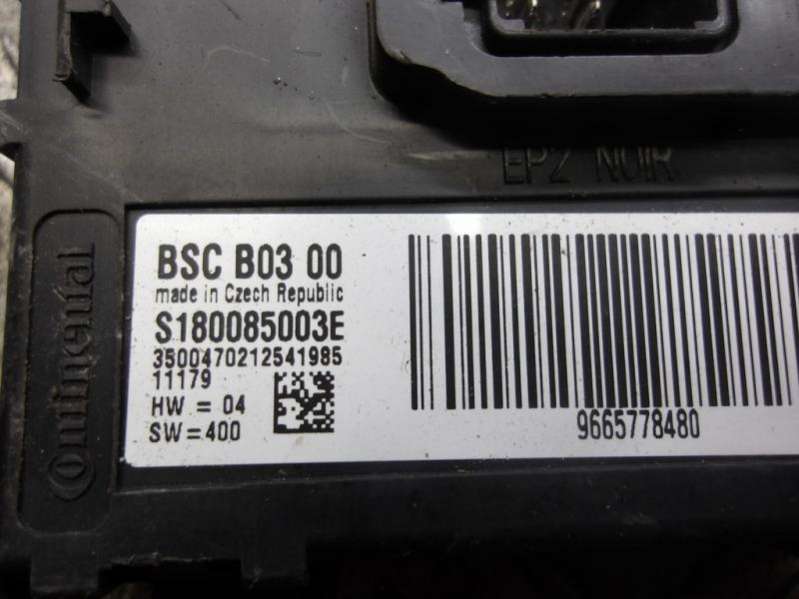 EP2 NOIR
Continental
BSC B03 00
made in Czech Republic
S180085003E
3500470212541985
11179
HW = 04
SW=400
9665778480